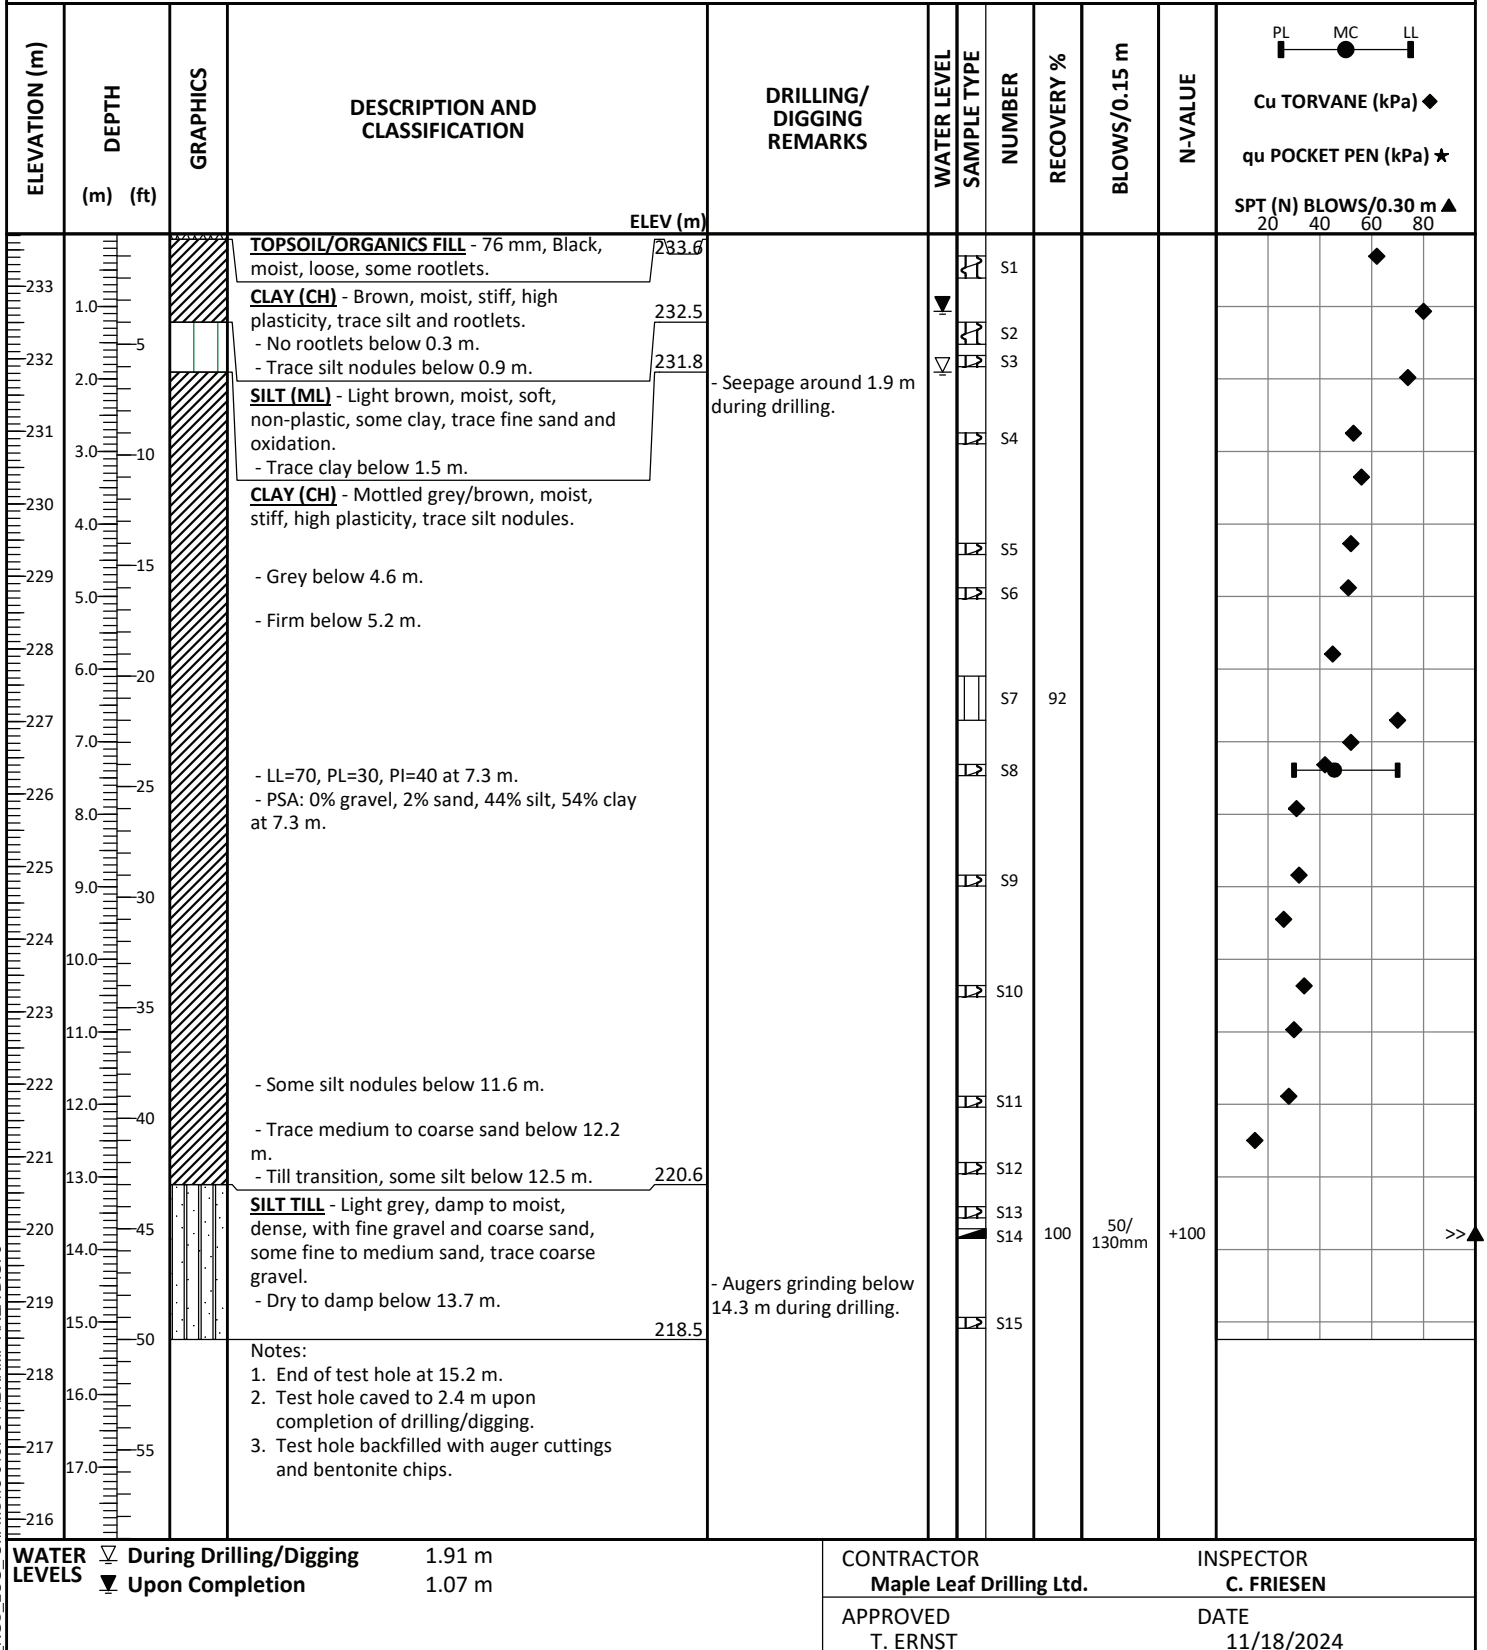 ELEVATION (m)
DEPTH
(m) (ft)
GRAPHICS
DESCRIPTION AND
CLASSIFICATION
ELEV (m)
DRILLING/
DIGGING
REMARKS
WATER LEVEL
SAMPLE TYPE
NUMBER
RECOVERY %
BLOWS/0.15 m
N-VALUE
PL MC LL
Cu TORVANE (kPa) ◆
qu POCKET PEN (kPa) ★
SPT (N) BLOWS/0.30 m ▲
20 40 60 80
233
232
231
230
229
228
227
226
225
224
223
222
221
220
219
218
217
216
1.0
2.0
3.0
4.0
5.0
6.0
7.0
8.0
9.0
10.0
11.0
12.0
13.0
14.0
15.0
16.0
17.0
5
10
15
20
25
30
35
40
45
50
55
TOPSOIL/ORGANICS FILL - 76 mm, Black, 233.6
moist, loose, some rootlets.
CLAY (CH) - Brown, moist, stiff, high
plasticity, trace silt and rootlets. 232.5
- No rootlets below 0.3 m.
- Trace silt nodules below 0.9 m. 231.8
SILT (ML) - Light brown, moist, soft,
non-plastic, some clay, trace fine sand and
oxidation.
- Trace clay below 1.5 m.
CLAY (CH) - Mottled grey/brown, moist,
stiff, high plasticity, trace silt nodules.
- Grey below 4.6 m.
- Firm below 5.2 m.
- LL=70, PL=30, PI=40 at 7.3 m.
- PSA: 0% gravel, 2% sand, 44% silt, 54% clay
at 7.3 m.
- Some silt nodules below 11.6 m.
- Trace medium to coarse sand below 12.2
m.
- Till transition, some silt below 12.5 m. 220.6
SILT TILL - Light grey, damp to moist,
dense, with fine gravel and coarse sand,
some fine to medium sand, trace coarse
gravel.
- Dry to damp below 13.7 m.
218.5
Notes:
1. End of test hole at 15.2 m.
2. Test hole caved to 2.4 m upon
completion of drilling/digging.
3. Test hole backfilled with auger cuttings
and bentonite chips.
- Seepage around 1.9 m
during drilling.
- Augers grinding below
14.3 m during drilling.
S1
S2
S3
S4
S5
S6
S7 92
S8
S9
S10
S11
S12
S13
S14 100 50/ +100 >>
130mm
S15
WATER During Drilling/Digging 1.91 m
LEVELS Upon Completion 1.07 m
CONTRACTOR INSPECTOR
Maple Leaf Drilling Ltd. C. FRIESEN
APPROVED DATE
T. ERNST 11/18/2024